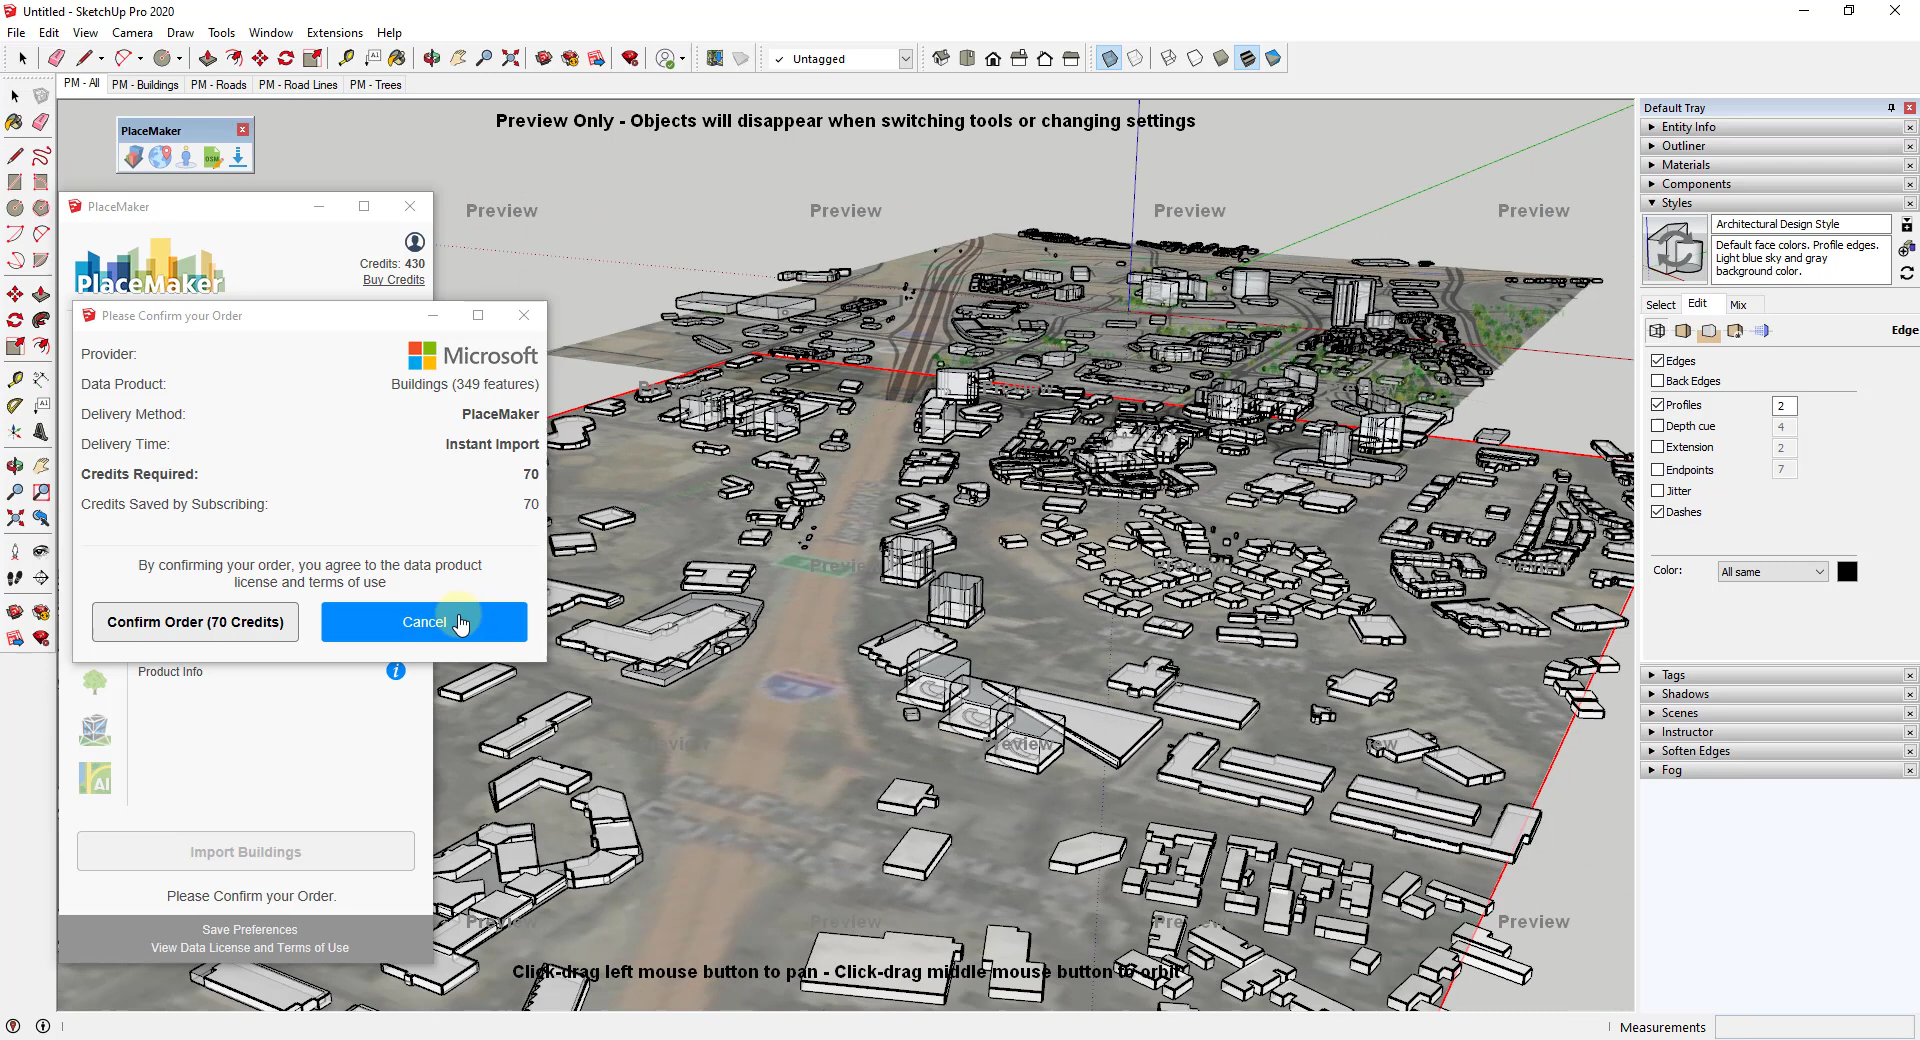 Untitled - SketchUp Pro 2020
File Edit View Camera Draw Tools Window Extensions Help
Untagged
PM - All PM - Buildings PM - Roads PM - Road Lines PM - Trees
Preview Only - Objects will disappear when switching tools or changing settings
PlaceMaker
OSM
PlaceMaker
PlaceMaker
Credits: 430
Buy Credits
Please Confirm your Order
Provider:
Microsoft
Data Product: Buildings (349 features)
Delivery Method: PlaceMaker
Delivery Time: Instant Import
Credits Required: 70
Credits Saved by Subscribing: 70
By confirming your order, you agree to the data product
license and terms of use
Confirm Order (70 Credits) Cancel
Product Info
AI
Import Buildings
Please Confirm your Order.
Save Preferences
View Data License and Terms of Use
Preview Preview Preview Preview
Preview
Preview
Preview
Preview Preview Preview
Click-drag left mouse button to pan - Click-drag middle mouse button to orbit
Default Tray
Entity Info
Outliner
Materials
Components
Styles
Architectural Design Style
Default face colors. Profile edges.
Light blue sky and gray
background color.
Select Edit Mix
Edge
Edges
Back Edges
Profiles 2
Depth cue 4
Extension 2
Endpoints 7
Jitter
Dashes
Color: All same
Tags
Shadows
Scenes
Instructor
Soften Edges
Fog
Measurements